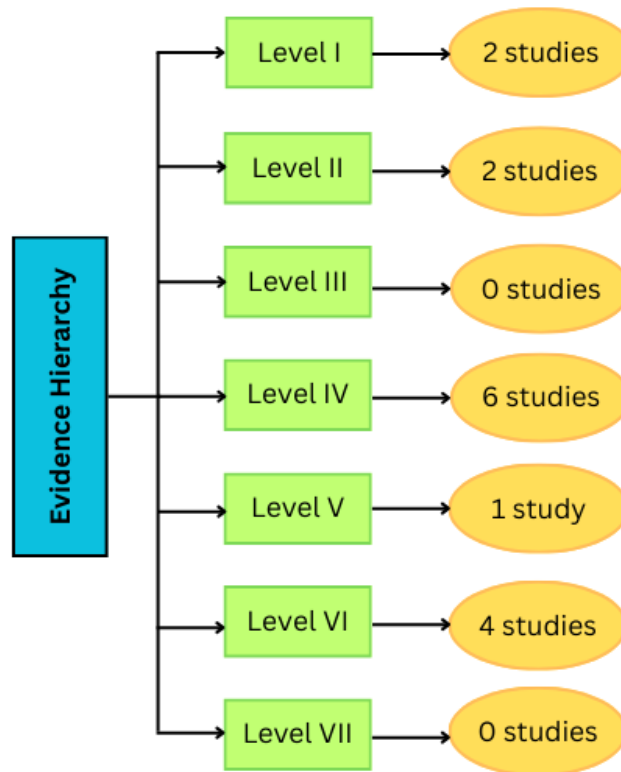 Evidence Hierarchy
Level I
2 studies
Level II
2 studies
Level III
0 studies
Level IV
6 studies
Level V
1 study
Level VI
4 studies
Level VII
0 studies